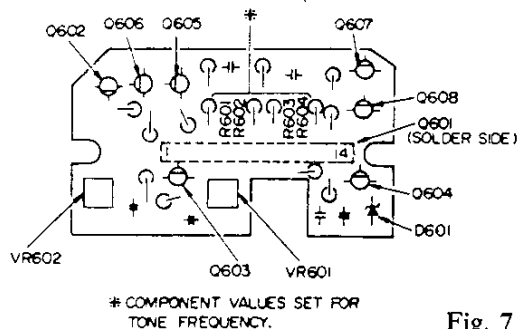 *
Q602
Q606
Q605
Q607
Q608
Q601
(SOLDER SIDE)
R601
R602
R603
R604
14
Q604
D601
VR602
Q603
VR601
* COMPONENT VALUES SET FOR
TONE FREQUENCY.
Fig. 7